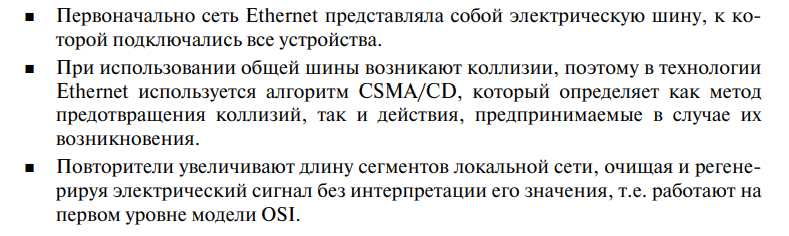 ▪ Первоначально сеть Ethernet представляла собой электрическую шину, к ко-
торой подключались все устройства.
▪ При использовании общей шины возникают коллизии, поэтому в технологии
Ethernet используется алгоритм CSMA/CD, который определяет как метод
предотвращения коллизий, так и действия, предпринимаемые в случае их
возникновения.
▪ Повторители увеличивают длину сегментов локальной сети, очищая и регене-
рируя электрический сигнал без интерпретации его значения, т.е. работают на
первом уровне модели OSI.